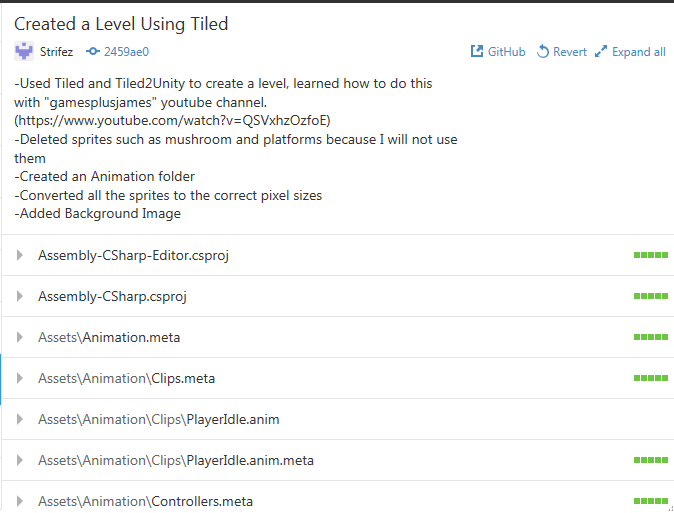 Created a Level Using Tiled
Strifez 2459ae0 GitHub Revert Expand all
-Used Tiled and Tiled2Unity to create a level, learned how to do this
with "gamesplusjames" youtube channel.
(https://www.youtube.com/watch?v=QSVxhzOzfoE)
-Deleted sprites such as mushroom and platforms because I will not use
them
-Created an Animation folder
-Converted all the sprites to the correct pixel sizes
-Added Background Image
Assembly-CSharp-Editor.csproj
Assembly-CSharp.csproj
Assets\Animation.meta
Assets\Animation\Clips.meta
Assets\Animation\Clips\PlayerIdle.anim
Assets\Animation\Clips\PlayerIdle.anim.meta
Assets\Animation\Controllers.meta